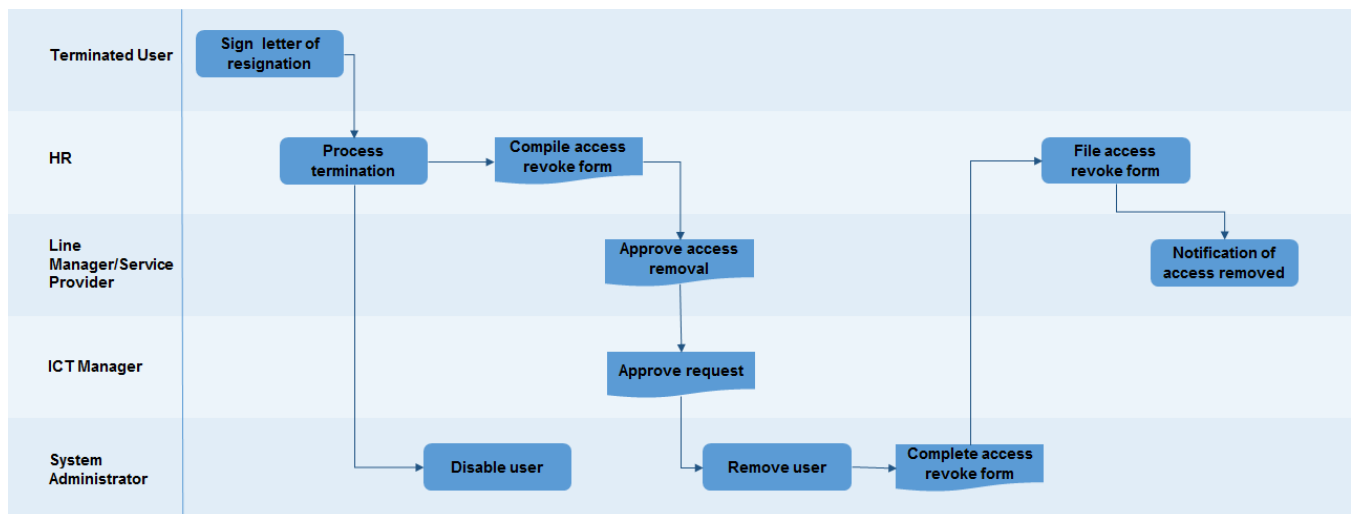 Terminated User
Sign letter of
resignation
HR
Process
termination
Compile access
revoke form
File access
revoke form
Line
Manager/Service
Provider
Approve access
removal
Notification of
access removed
ICT Manager
Approve request
System
Administrator
Disable user
Remove user
Complete access
revoke form